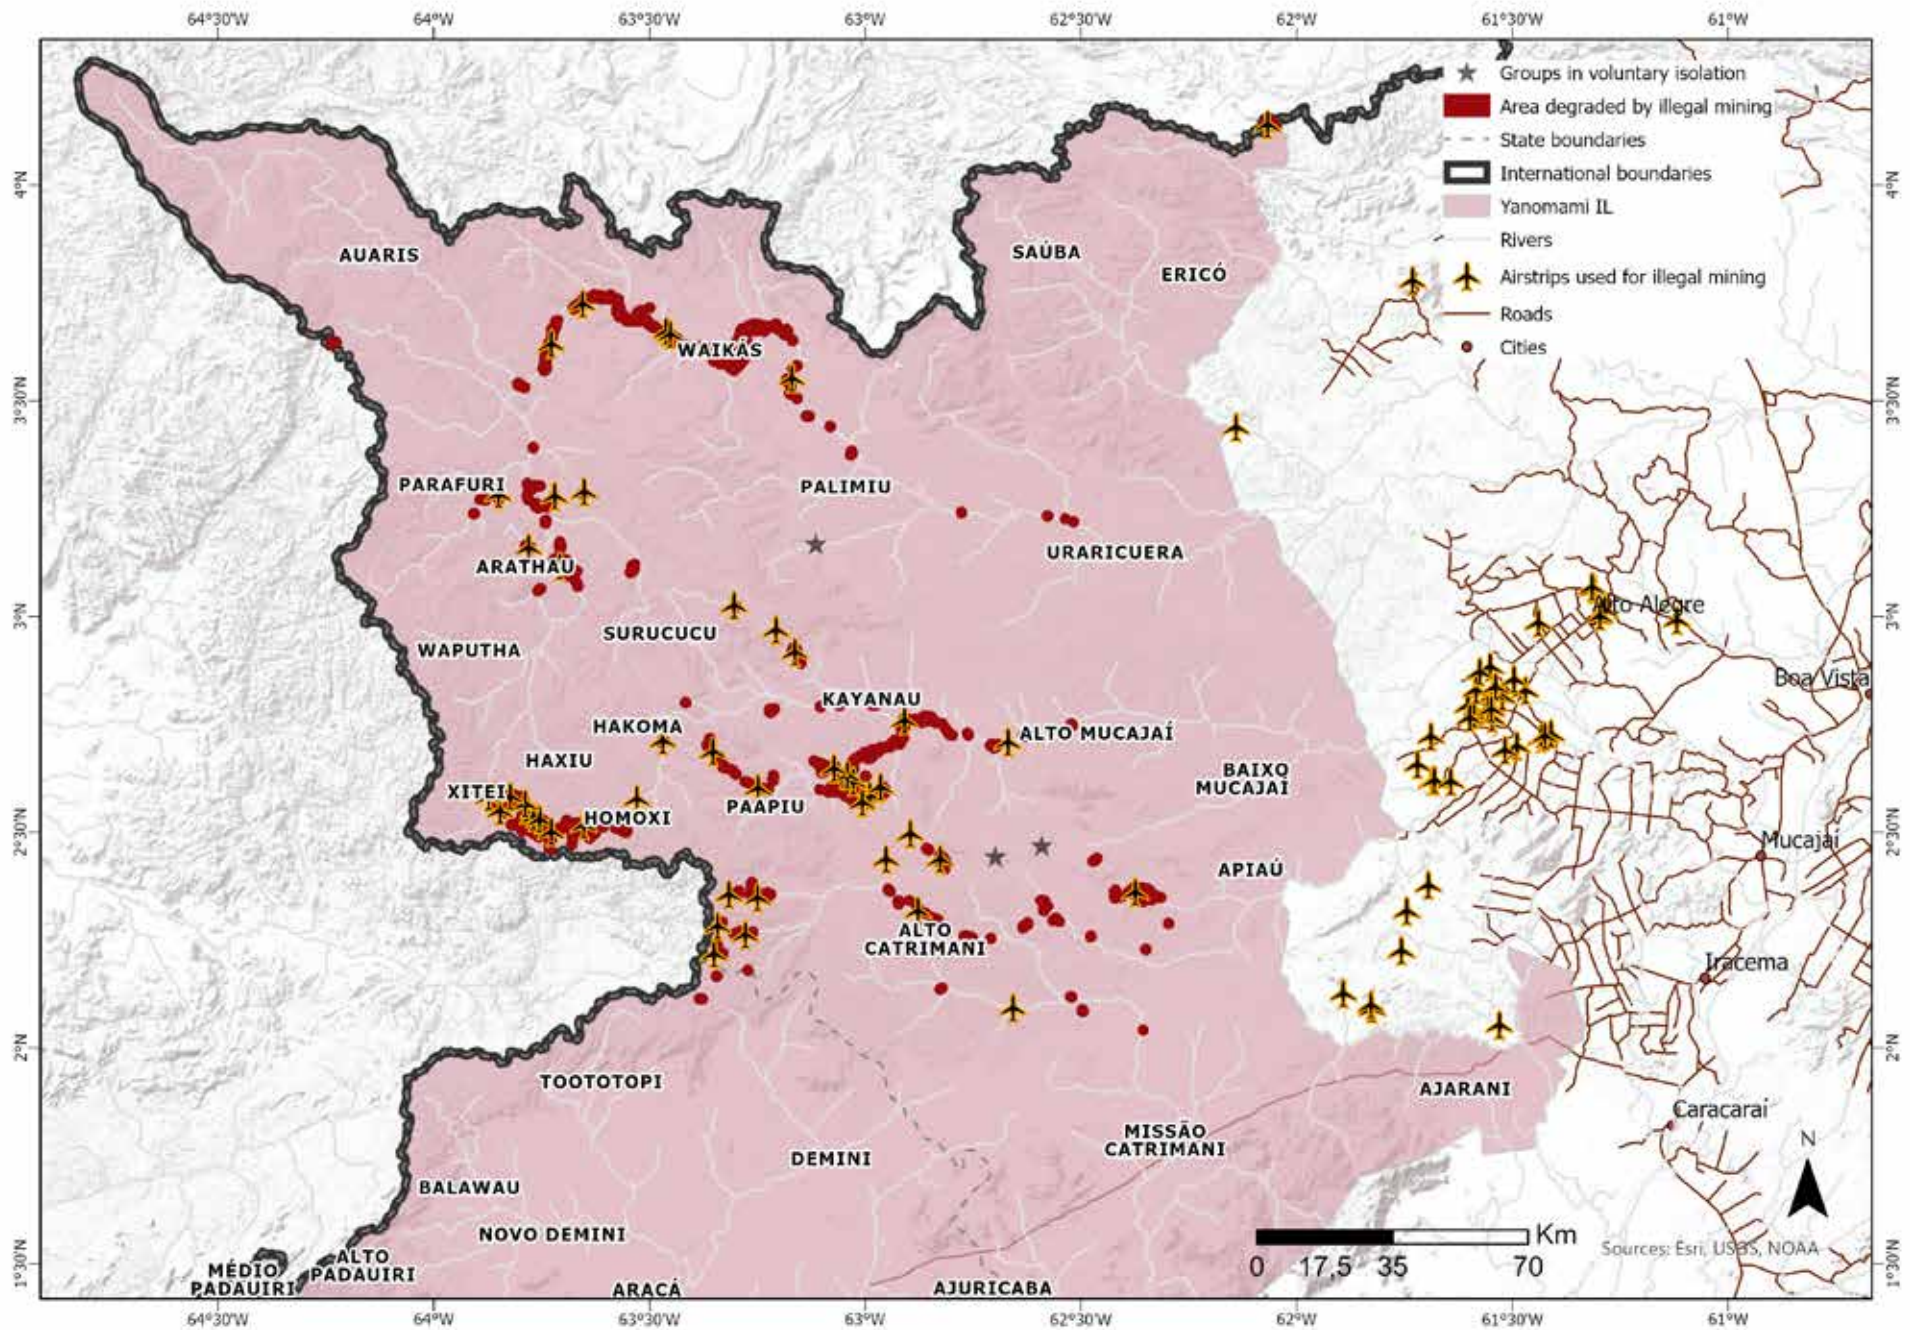 64°30'W 64°W 63°30'W 63°W 62°30'W 62°W 61°30'W 61°W
Groups in voluntary isolation
Area degraded by illegal mining
State boundaries
International boundaries
Yanomami IL
Rivers
Airstrips used for illegal mining
Roads
Cities
4°N 4°N
AUARIS
SAÚBA
ERICÓ
WAIKÁS
3°30'N 3°30'N
PARAFURI
PALIMIU
URARICUERA
ARATHAU
Alto Alegre
3°N 3°N
SURUCUCU
WAPUTHA
Boa Vista
KAYANAU
HAKOMA
ALTO MUCAJAÍ
HAXIU
BAIXO
MUCAJAÍ
XITEI
PAAPIU
HOMOXI
2°30'N 2°30'N
Mucajaí
APIAÚ
ALTO
CATRIMANI
Iracema
2°N 2°N
TOOTOTOPI
AJARANI
Caracaraí
MISSÃO
CATRIMANI
N
DEMINI
BALAWAU
NOVO DEMINI
Km
Sources: Esri, USGS, NOAA
0 17,5 35 70
1°30'N 1°30'N
ALTO
PADAUIRI
MÉDIO
PADAUIRI
ARACÁ
AJURICABA
64°30'W 64°W 63°30'W 63°W 62°30'W 62°W 61°30'W 61°W